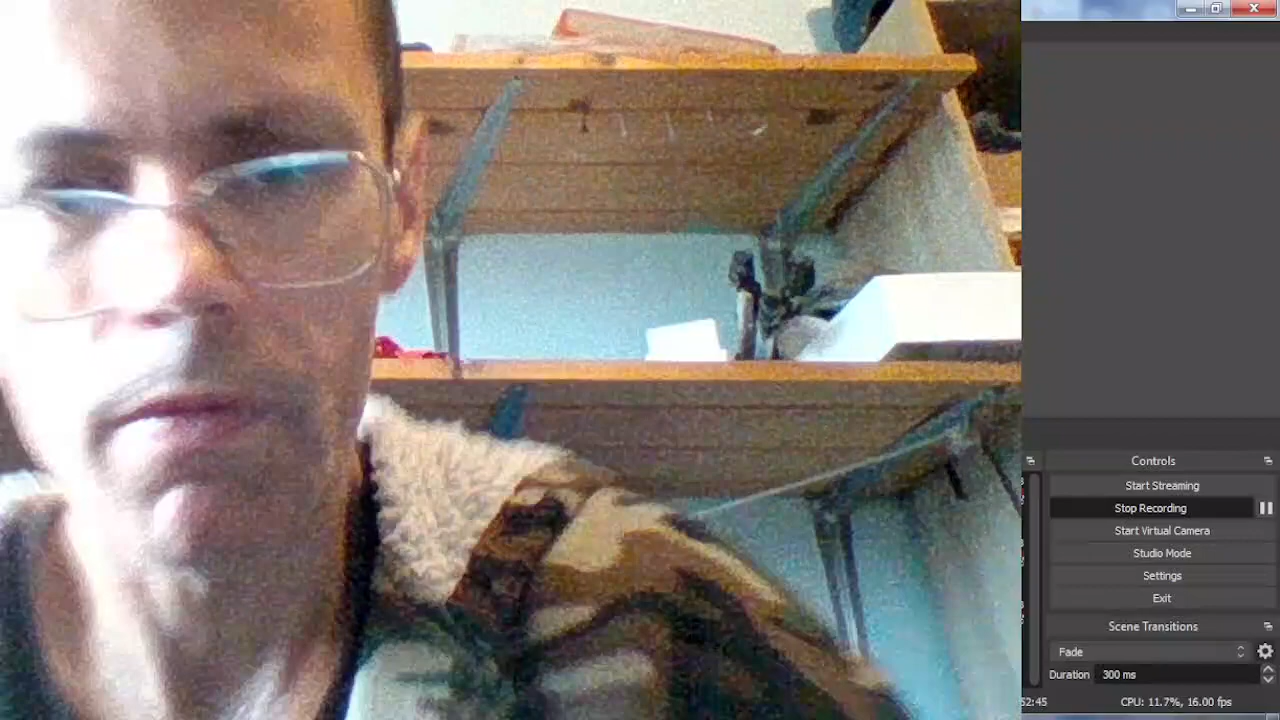 Controls
Start Streaming
Stop Recording
Start Virtual Camera
Studio Mode
Settings
Exit
Scene Transitions
Fade
Duration 300 ms
52:45 CPU: 11.7%, 16.00 fps